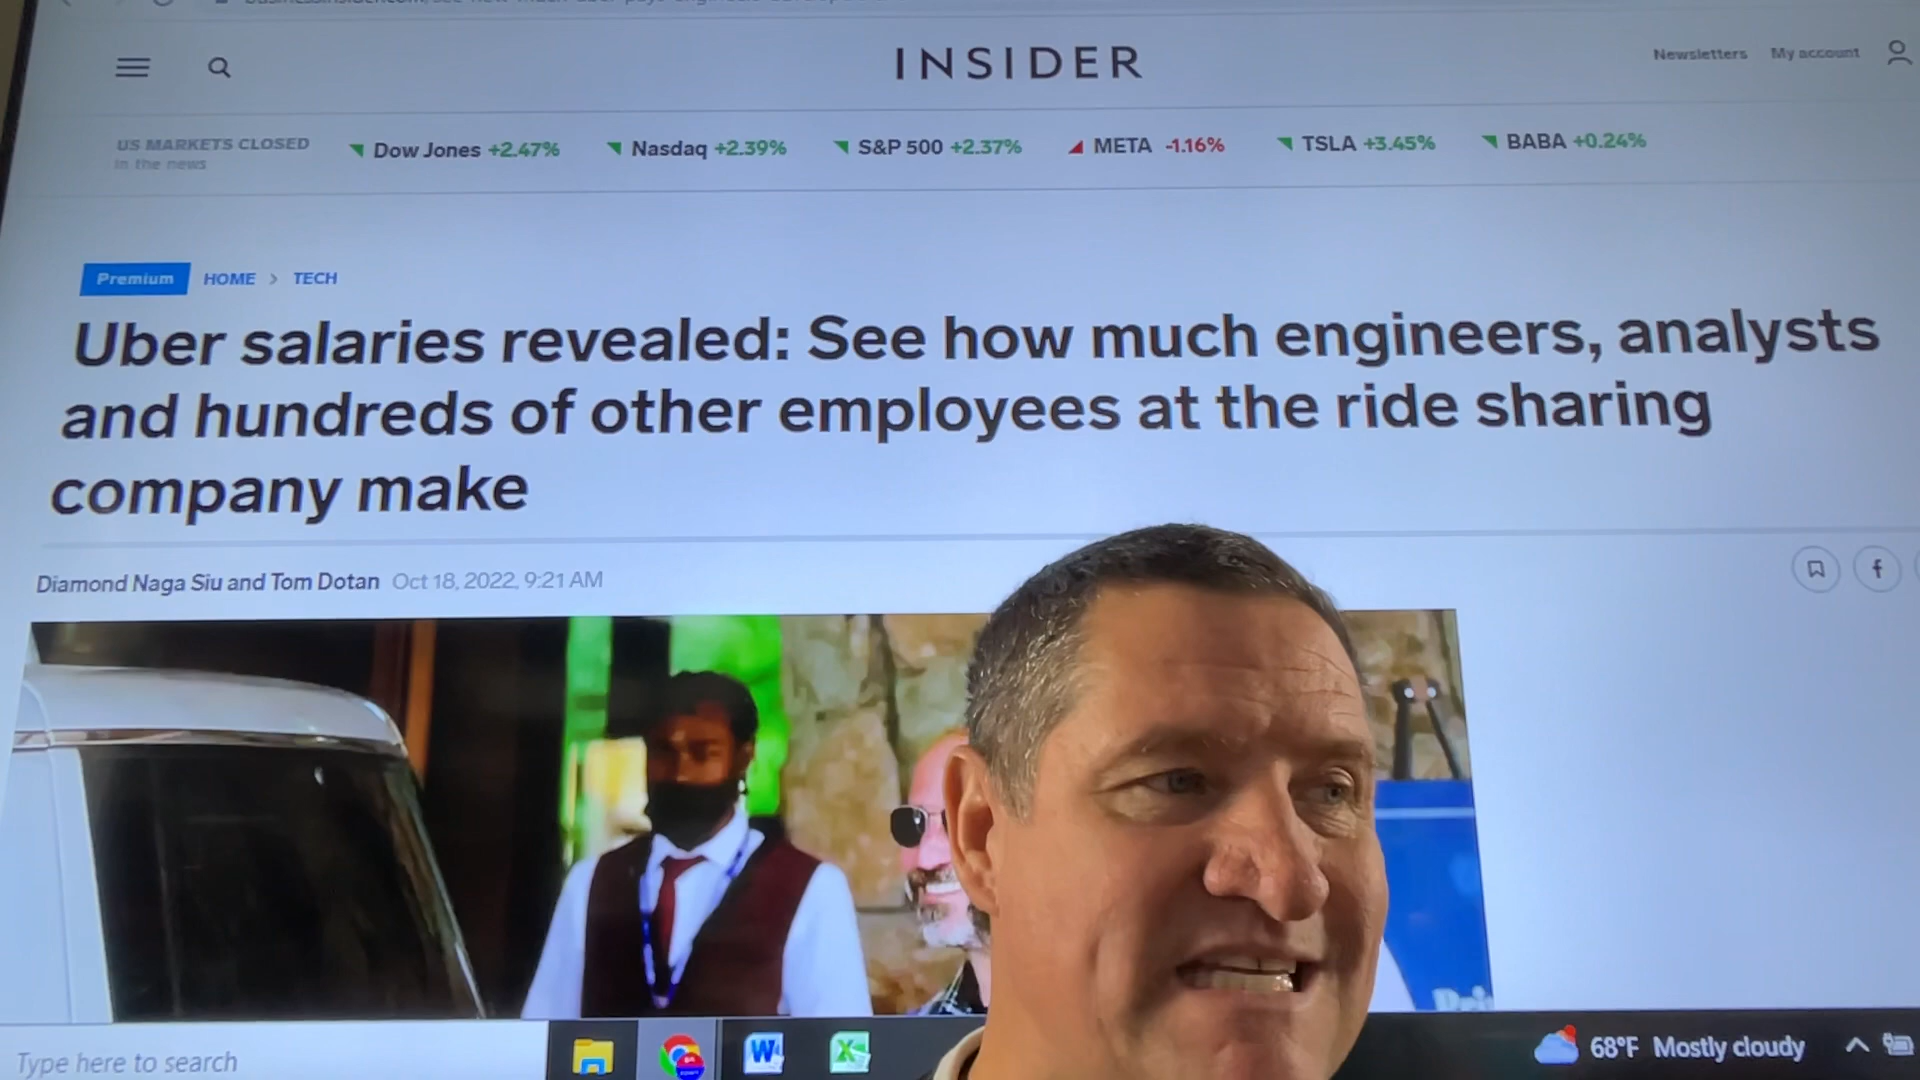 INSIDER
Newsletters My account
US MARKETS CLOSED
In the news
Dow Jones +2.47% Nasdaq +2.39% S&P 500 +2.37% META -1.16% TSLA +3.45% BABA +0.24%
Premium HOME > TECH
Uber salaries revealed: See how much engineers, analysts
and hundreds of other employees at the ride sharing
company make
Diamond Naga Siu and Tom Dotan Oct 18, 2022, 9:21 AM
f
Type here to search
W
X
68°F Mostly cloudy